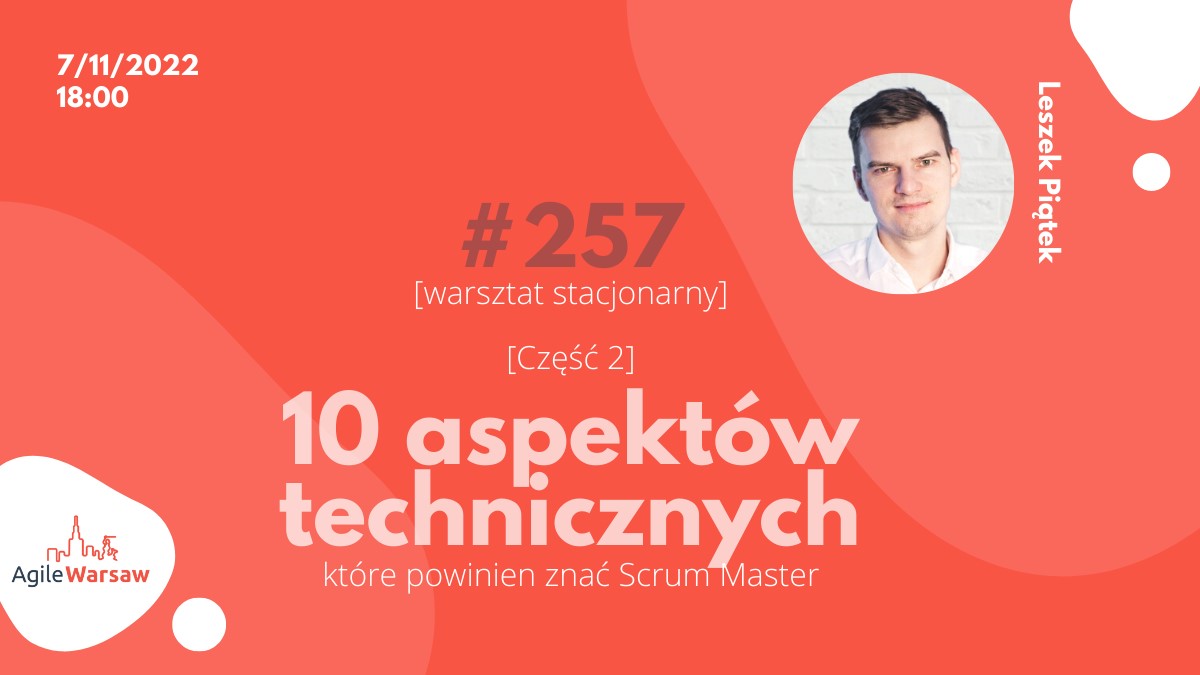 7/11/2022
18:00
Leszek Piątek
#257
[warsztat stacjonarny]
[Część 2]
10 aspektów
technicznych
które powinien znać Scrum Master
AgileWarsaw